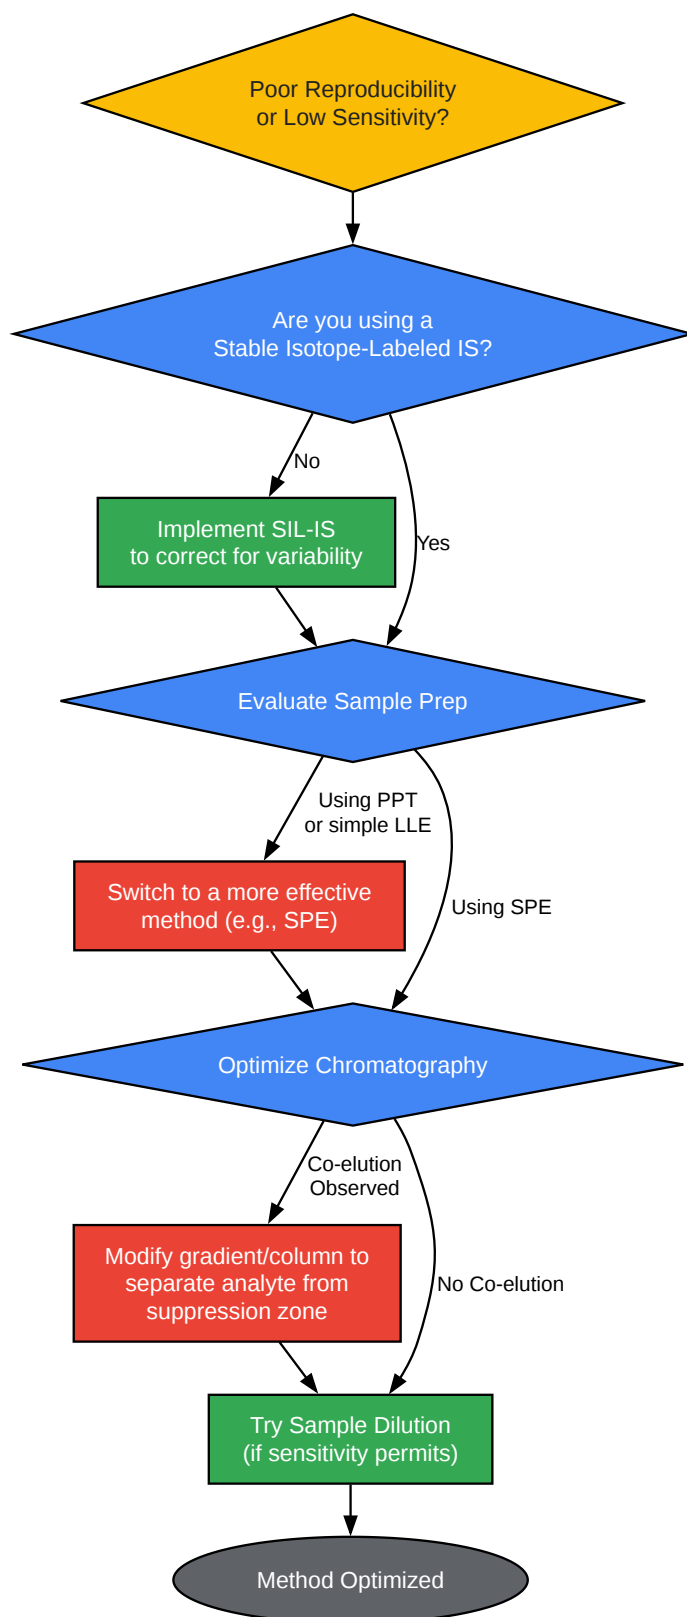 Poor Reproducibility
or Low Sensitivity?
Are you using a
Stable Isotope-Labeled IS?
No
Implement SIL-IS
to correct for variability
Yes
Evaluate Sample Prep
Using PPT
or simple LLE
Switch to a more effective
method (e.g., SPE)
Using SPE
Optimize Chromatography
Co-elution
Observed
Modify gradient/column to
separate analyte from
suppression zone
No Co-elution
Try Sample Dilution
(if sensitivity permits)
Method Optimized